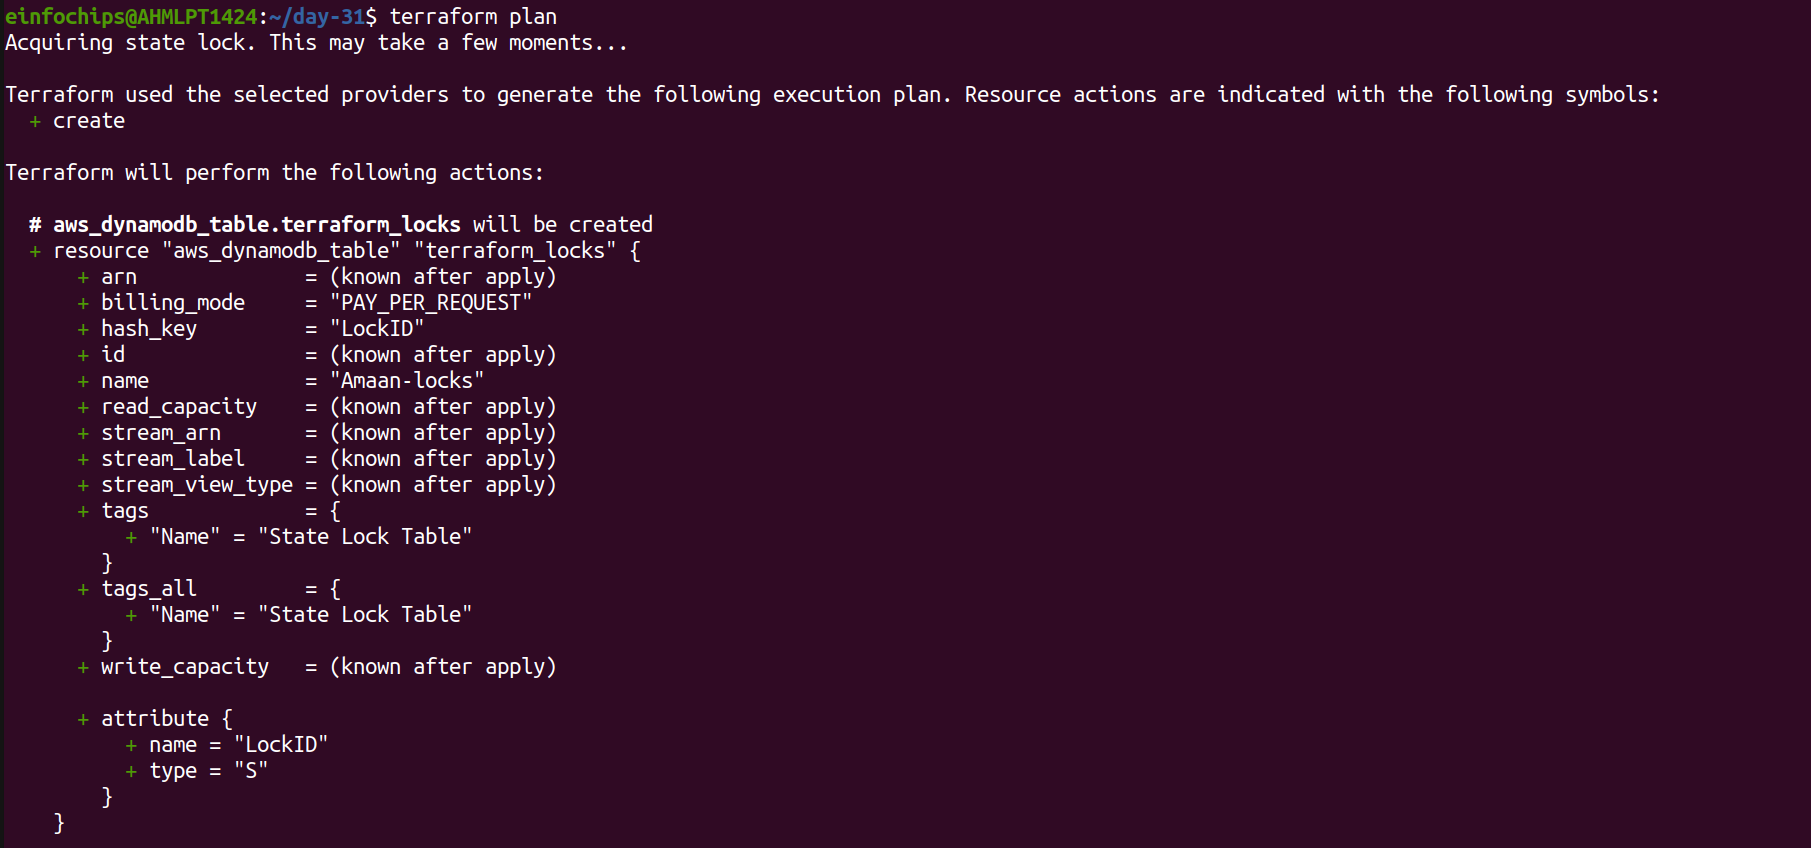 einfochips@AHMLPT1424:~/day-31$ terraform plan
Acquiring state lock. This may take a few moments...
Terraform used the selected providers to generate the following execution plan. Resource actions are indicated with the following symbols:
  + create
Terraform will perform the following actions:
  # aws_dynamodb_table.terraform_locks will be created
  + resource "aws_dynamodb_table" "terraform_locks" {
      + arn              = (known after apply)
      + billing_mode     = "PAY_PER_REQUEST"
      + hash_key         = "LockID"
      + id               = (known after apply)
      + name             = "Amaan-locks"
      + read_capacity    = (known after apply)
      + stream_arn       = (known after apply)
      + stream_label     = (known after apply)
      + stream_view_type = (known after apply)
      + tags             = {
          + "Name" = "State Lock Table"
        }
      + tags_all         = {
          + "Name" = "State Lock Table"
        }
      + write_capacity   = (known after apply)
      + attribute {
          + name = "LockID"
          + type = "S"
        }
    }